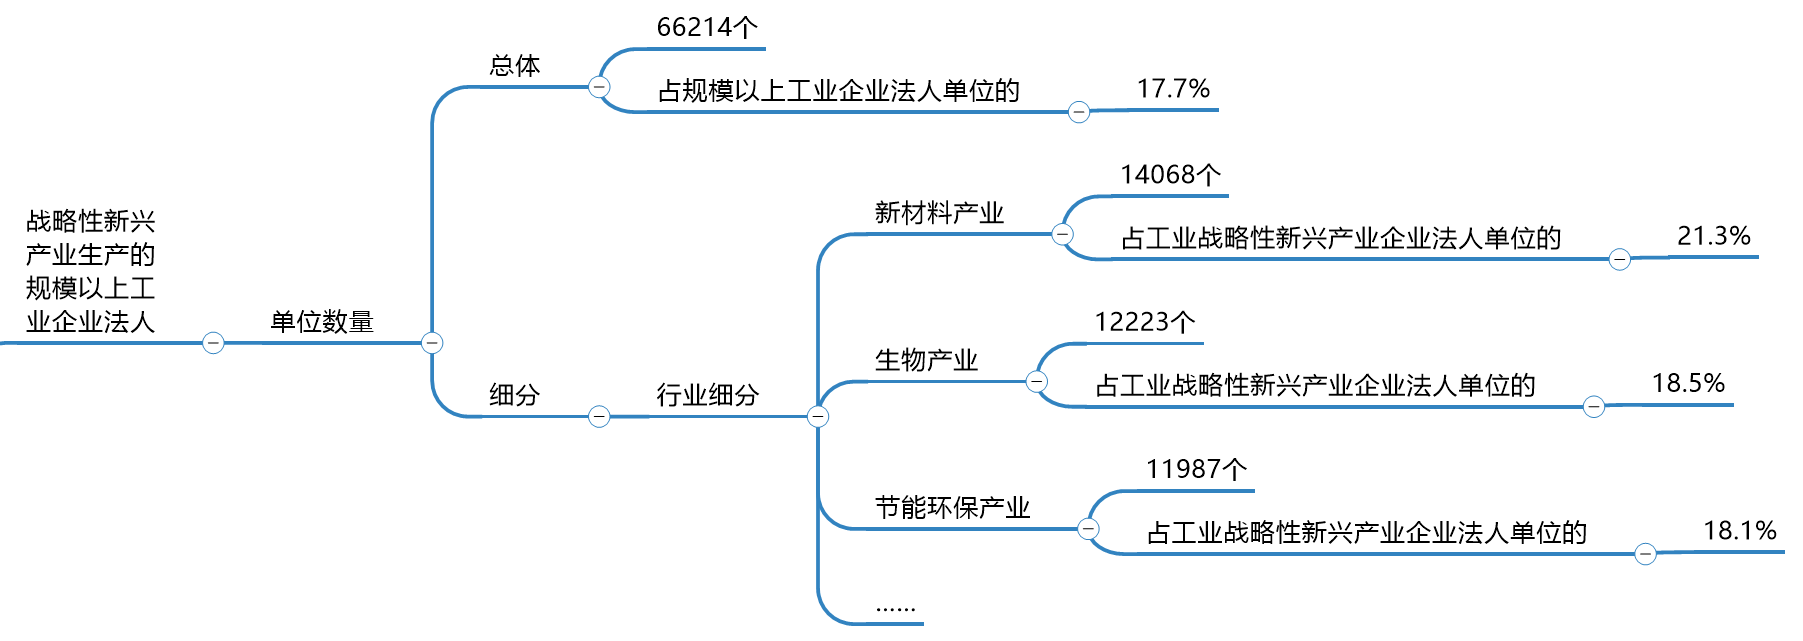 战略性新兴
产业生产的
规模以上工
业企业法人
单位数量
总体
66214个
占规模以上工业企业法人单位的
17.7%
细分
行业细分
新材料产业
14068个
占工业战略性新兴产业企业法人单位的
21.3%
生物产业
12223个
占工业战略性新兴产业企业法人单位的
18.5%
节能环保产业
11987个
占工业战略性新兴产业企业法人单位的
18.1%
......